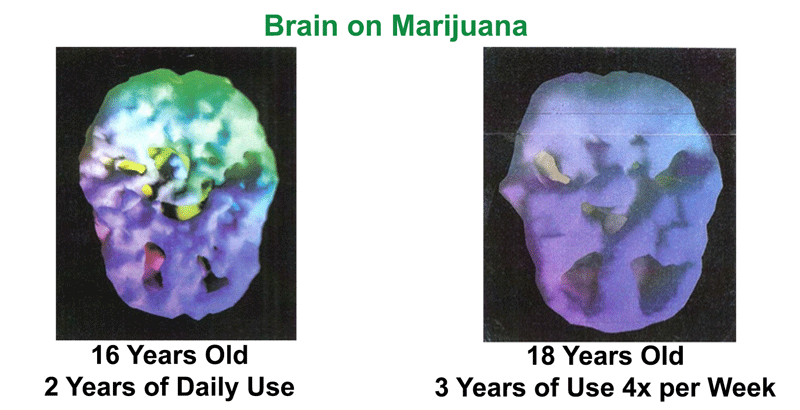 Brain on Marijuana
16 Years Old
2 Years of Daily Use
18 Years Old
3 Years of Use 4x per Week